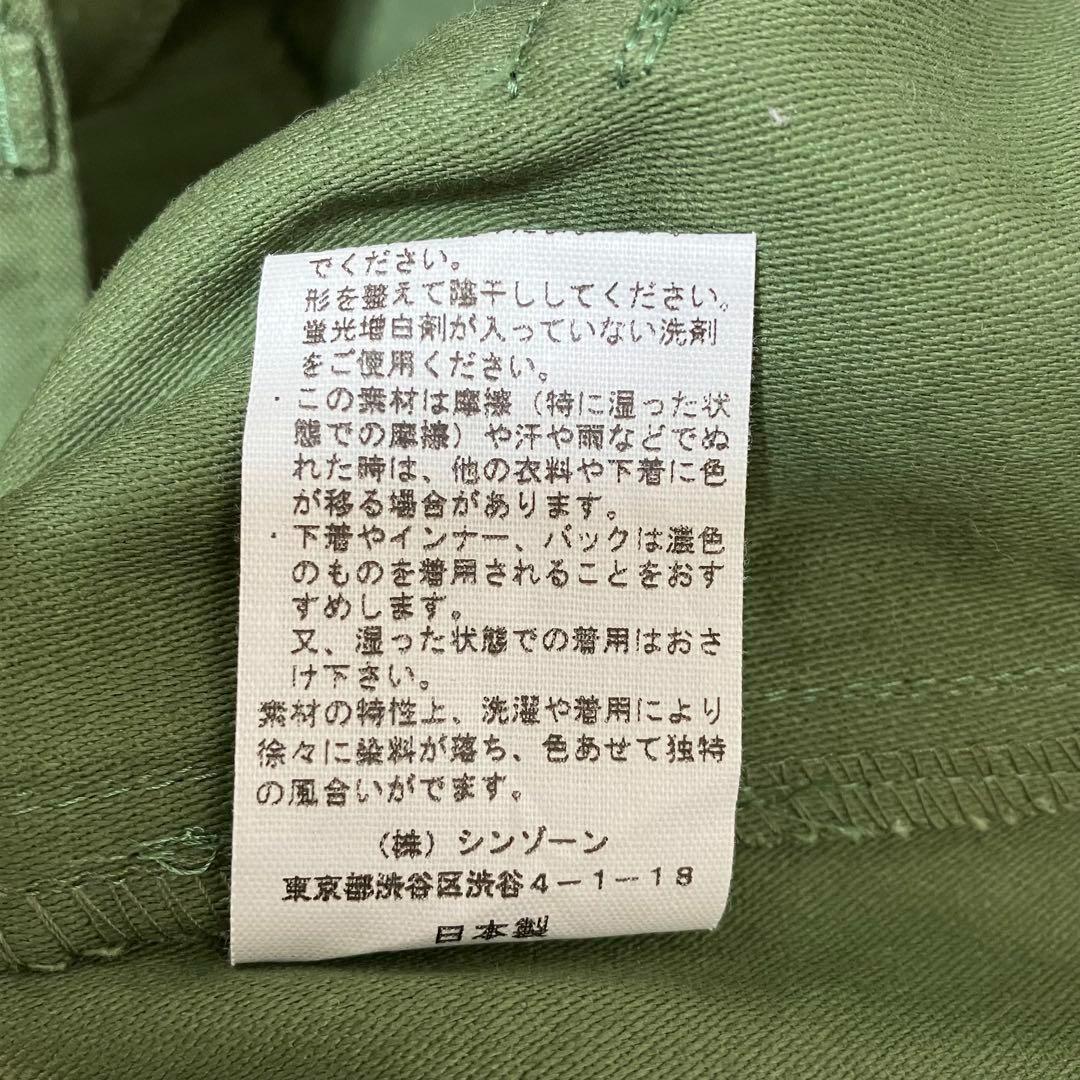 でください。
形を整えて陰干ししてください。
蛍光増白剤が入っていない洗剤
をご使用ください。
・この素材は摩擦（特に湿った状
態での摩擦）や汗や雨などでぬ
れた時は、他の衣料や下着に色
が移る場合があります。
・下着やインナー、バックは濃色
のものを着用されることをおす
すめします。
又、湿った状態での着用はおさ
け下さい。
素材の特性上、洗濯や着用により
徐々に染料が落ち、色あせて独特
の風合いがでます。
（株）シンゾーン
東京都渋谷区渋谷4－1－18
日本製